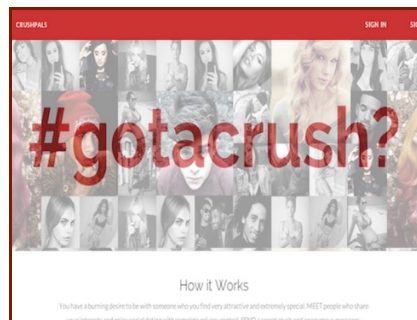 CRUSHPALS
SIGN IN
#gotacrush?
How it Works
You have a burning desire to be with someone who you find very attractive and extremely special. MEET people who share